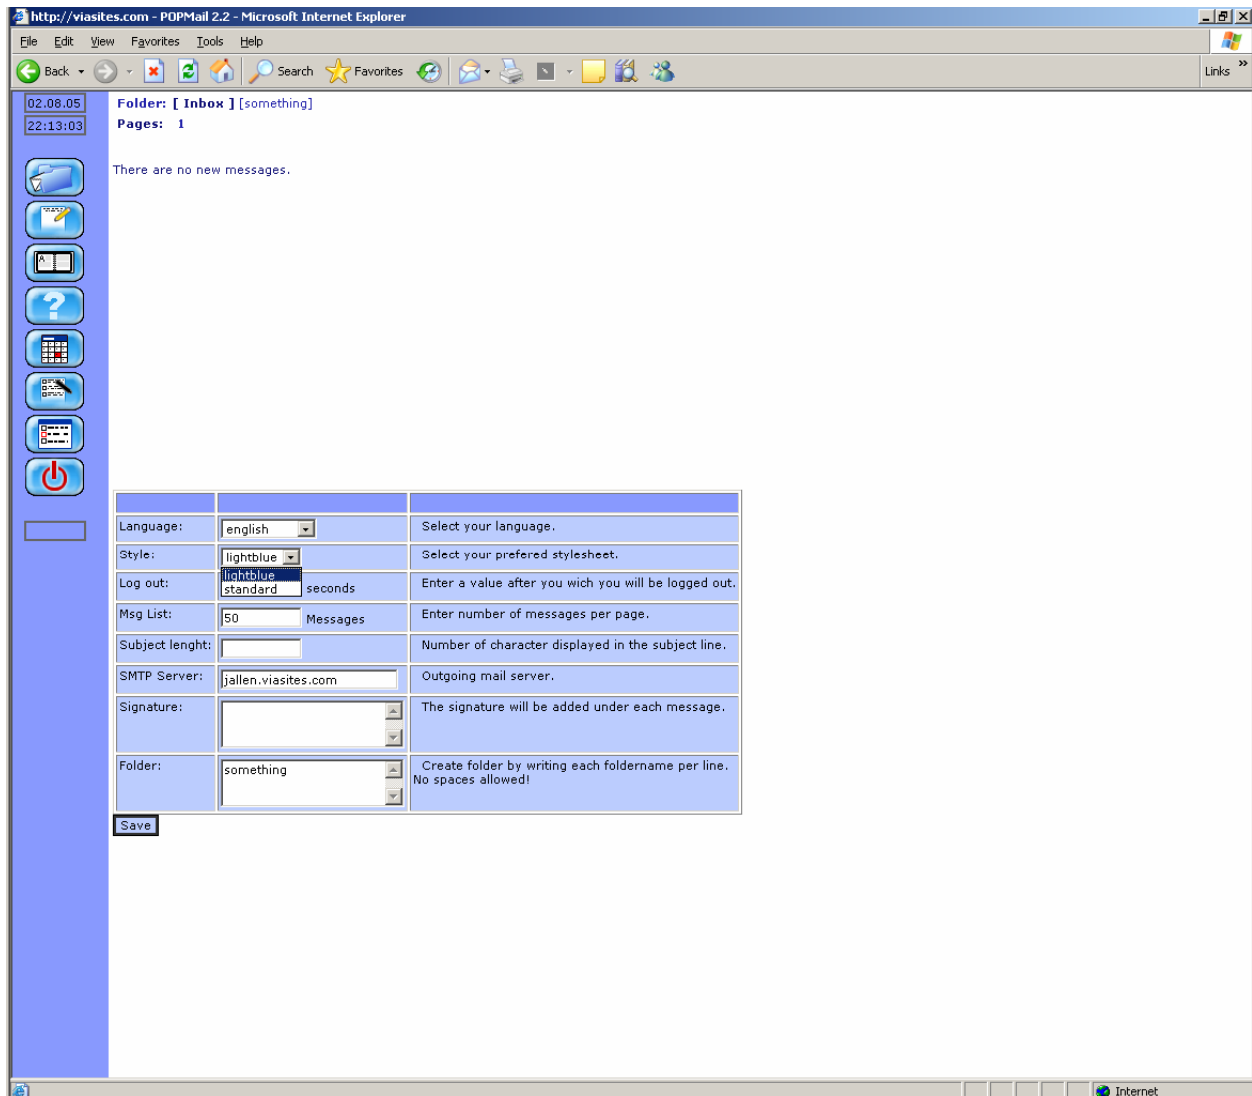 http://viasites.com - POPMail 2.2 - Microsoft Internet Explorer
File Edit View Favorites Tools Help
Back Search Favorites Links »
02.08.05
22:13:03
Folder: [ Inbox ] [something]
Pages: 1
There are no new messages.
Language: english Select your language.
Style: lightblue Select your prefered stylesheet.
lightblue
standard
Log out: seconds Enter a value after you wich you will be logged out.
Msg List: 50 Messages Enter number of messages per page.
Subject lenght: Number of character displayed in the subject line.
SMTP Server: jallen.viasites.com Outgoing mail server.
Signature: The signature will be added under each message.
Folder: something Create folder by writing each foldername per line.
No spaces allowed!
Save
Internet